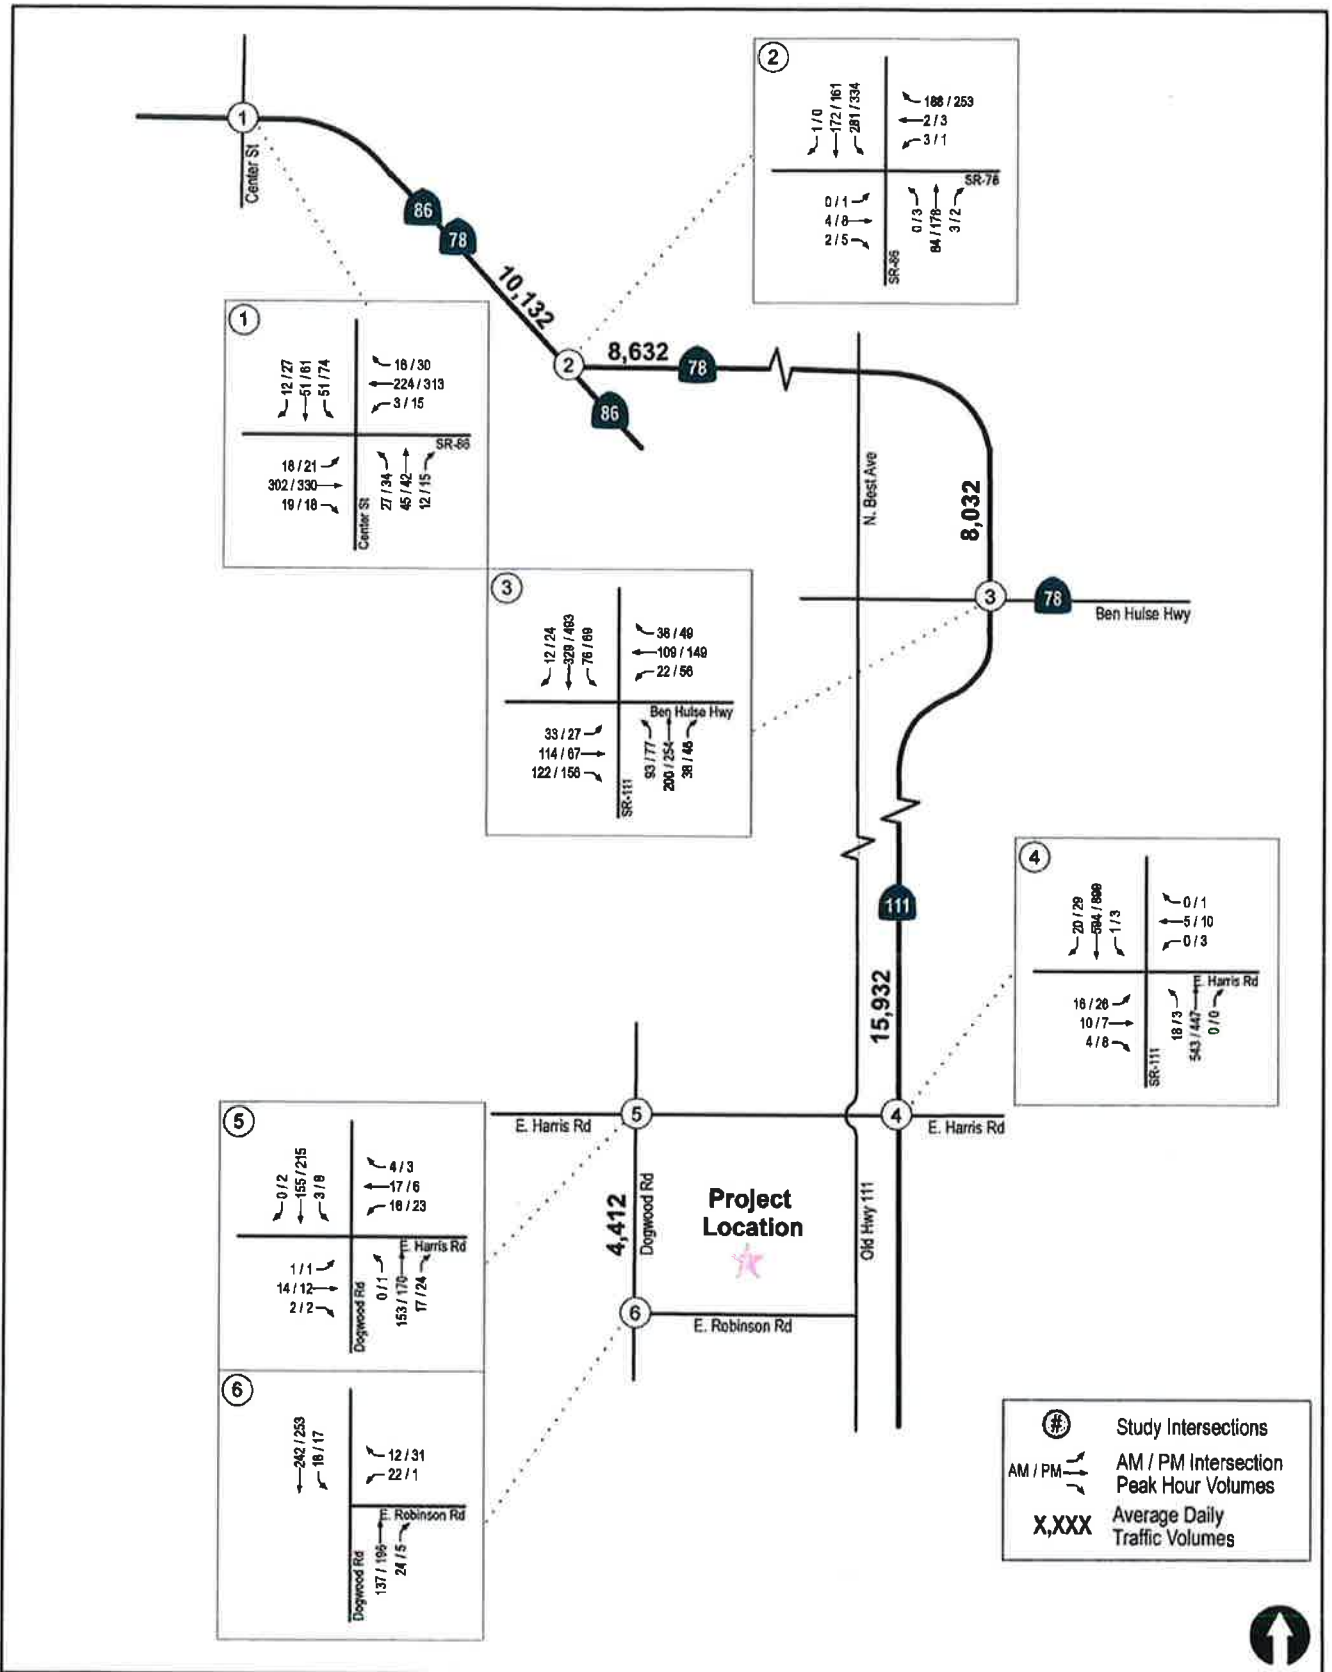 1
Center St
86
78
10,132
2
8,632
78
86
N. Best Ave
8,032
3
78
Ben Hulse Hwy
111
15,932
5
E. Harris Rd
4
E. Harris Rd
4,412
Dogwood Rd
Project
Location
Old Hwy 111
6
E. Robinson Rd
2
1 / 0
172 / 161
281 / 334
188 / 253
2 / 3
3 / 1
SR-78
0 / 1
4 / 8
2 / 5
0 / 3
84 / 178
3 / 2
SR-86
1
12 / 27
51 / 61
51 / 74
18 / 30
224 / 313
3 / 15
SR-86
18 / 21
302 / 330
19 / 18
27 / 34
45 / 42
12 / 15
Center St
3
12 / 24
329 / 493
76 / 69
38 / 49
109 / 149
22 / 56
Ben Hulse Hwy
33 / 27
114 / 67
122 / 156
93 / 77
200 / 254
38 / 46
SR-111
4
20 / 29
1 / 3
0 / 1
5 / 10
0 / 3
E. Harris Rd
16 / 26
10 / 7
4 / 8
18 / 3
543 / 447
0 / 0
SR-111
5
0 / 2
155 / 215
3 / 8
4 / 3
17 / 6
16 / 23
E. Harris Rd
1 / 1
14 / 12
2 / 2
0 / 1
153 / 170
17 / 24
Dogwood Rd
6
242 / 253
18 / 17
12 / 31
22 / 1
E. Robinson Rd
137 / 196
24 / 5
Dogwood Rd
# Study Intersections
AM / PM AM / PM Intersection
Peak Hour Volumes
X,XXX Average Daily
Traffic Volumes